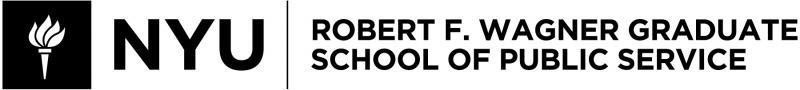 NYU
ROBERT F. WAGNER GRADUATE
SCHOOL OF PUBLIC SERVICE